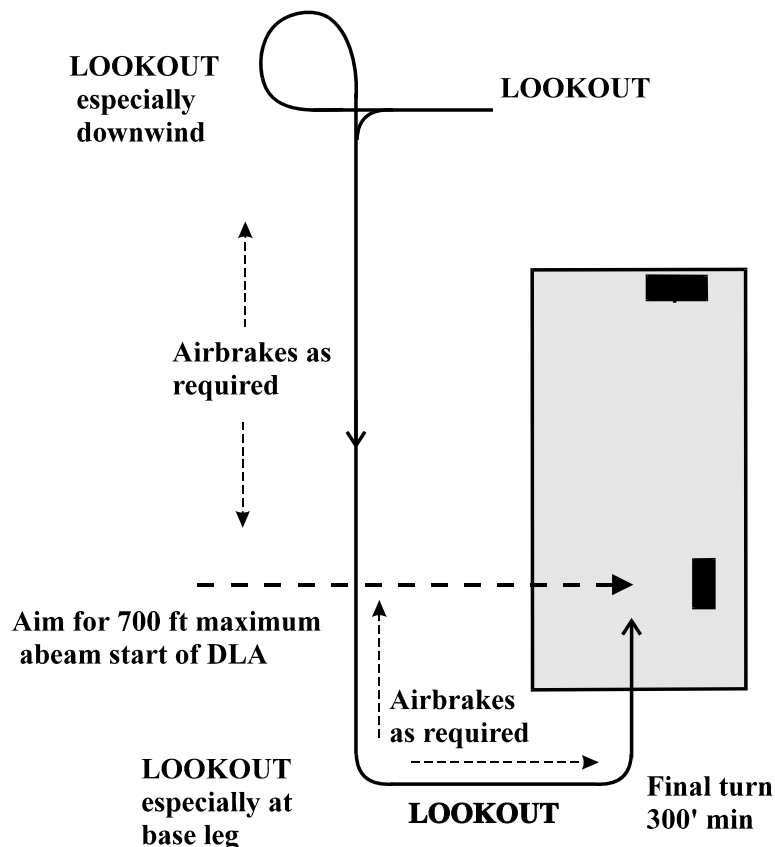 LOOKOUT
especially
downwind
LOOKOUT
Airbrakes as
required
Aim for 700 ft maximum
abeam start of DLA
Airbrakes
as required
LOOKOUT
especially at
base leg
LOOKOUT
Final turn
300' min